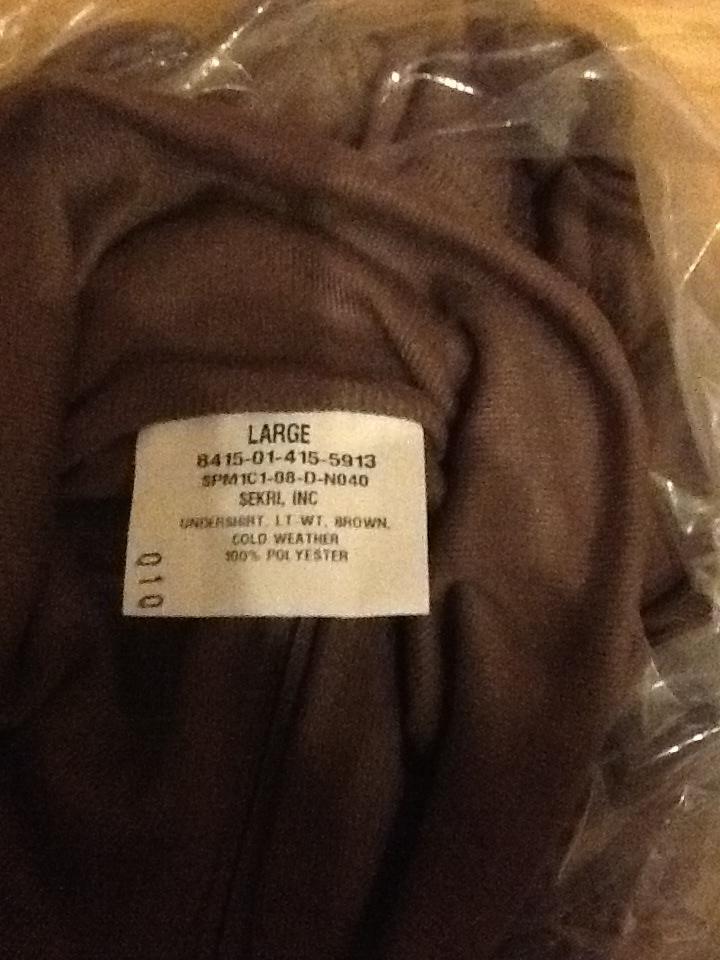 LARGE
8415-01-415-5913
SPM1C1-08-D-N040
SEKRI, INC
UNDERSHIRT, LT-WT, BROWN,
COLD WEATHER
100% POLYESTER
010